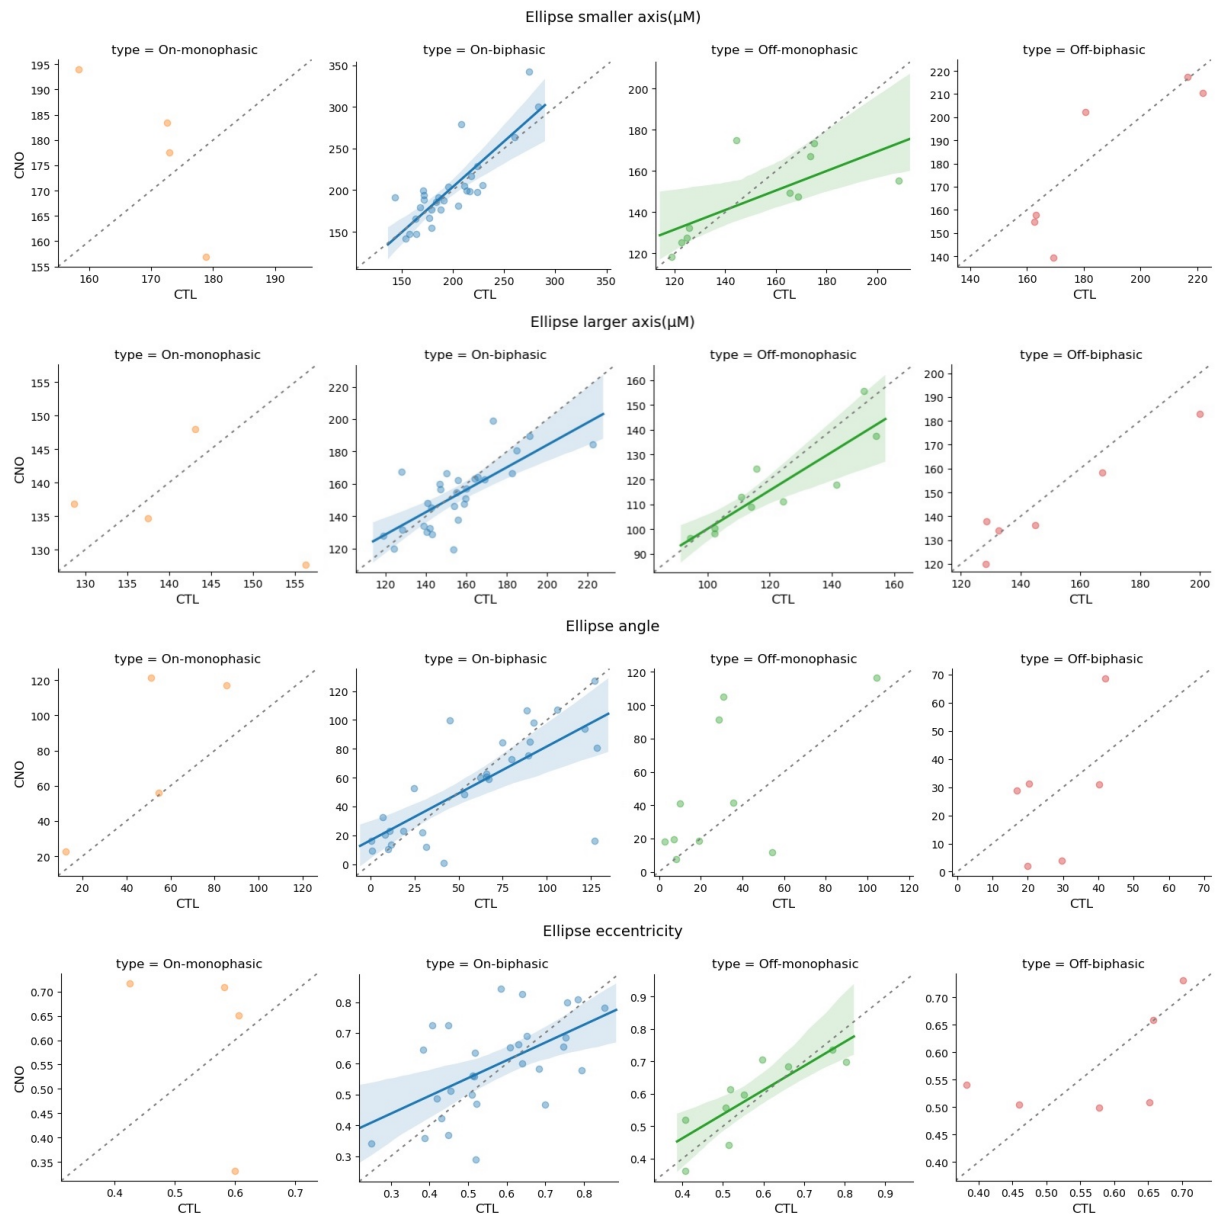 Ellipse smaller axis(µM)
type = On-monophasic type = On-biphasic type = Off-monophasic type = Off-biphasic
CNO
195
190
185
180
175
170
165
160
155
160 170 180 190
CTL
350
300
250
200
150
150 200 250 300 350
CTL
200
180
160
140
120
120 140 160 180 200
CTL
220
210
200
190
180
170
160
150
140
140 160 180 200 220
CTL
Ellipse larger axis(µM)
type = On-monophasic type = On-biphasic type = Off-monophasic type = Off-biphasic
CNO
155
150
145
140
135
130
130 135 140 145 150 155
CTL
220
200
180
160
140
120
120 140 160 180 200 220
CTL
160
150
140
130
120
110
100
90
100 120 140 160
CTL
200
190
180
170
160
150
140
130
120
120 140 160 180 200
CTL
Ellipse angle
type = On-monophasic type = On-biphasic type = Off-monophasic type = Off-biphasic
CNO
120
100
80
60
40
20
20 40 60 80 100 120
CTL
120
100
80
60
40
20
0
0 25 50 75 100 125
CTL
120
100
80
60
40
20
0
0 20 40 60 80 100 120
CTL
70
60
50
40
30
20
10
0
0 10 20 30 40 50 60 70
CTL
Ellipse eccentricity
type = On-monophasic type = On-biphasic type = Off-monophasic type = Off-biphasic
CNO
0.70
0.65
0.60
0.55
0.50
0.45
0.40
0.35
0.4 0.5 0.6 0.7
CTL
0.8
0.7
0.6
0.5
0.4
0.3
0.3 0.4 0.5 0.6 0.7 0.8
CTL
0.9
0.8
0.7
0.6
0.5
0.4
0.4 0.5 0.6 0.7 0.8 0.9
CTL
0.70
0.65
0.60
0.55
0.50
0.45
0.40
0.40 0.45 0.50 0.55 0.60 0.65 0.70
CTL